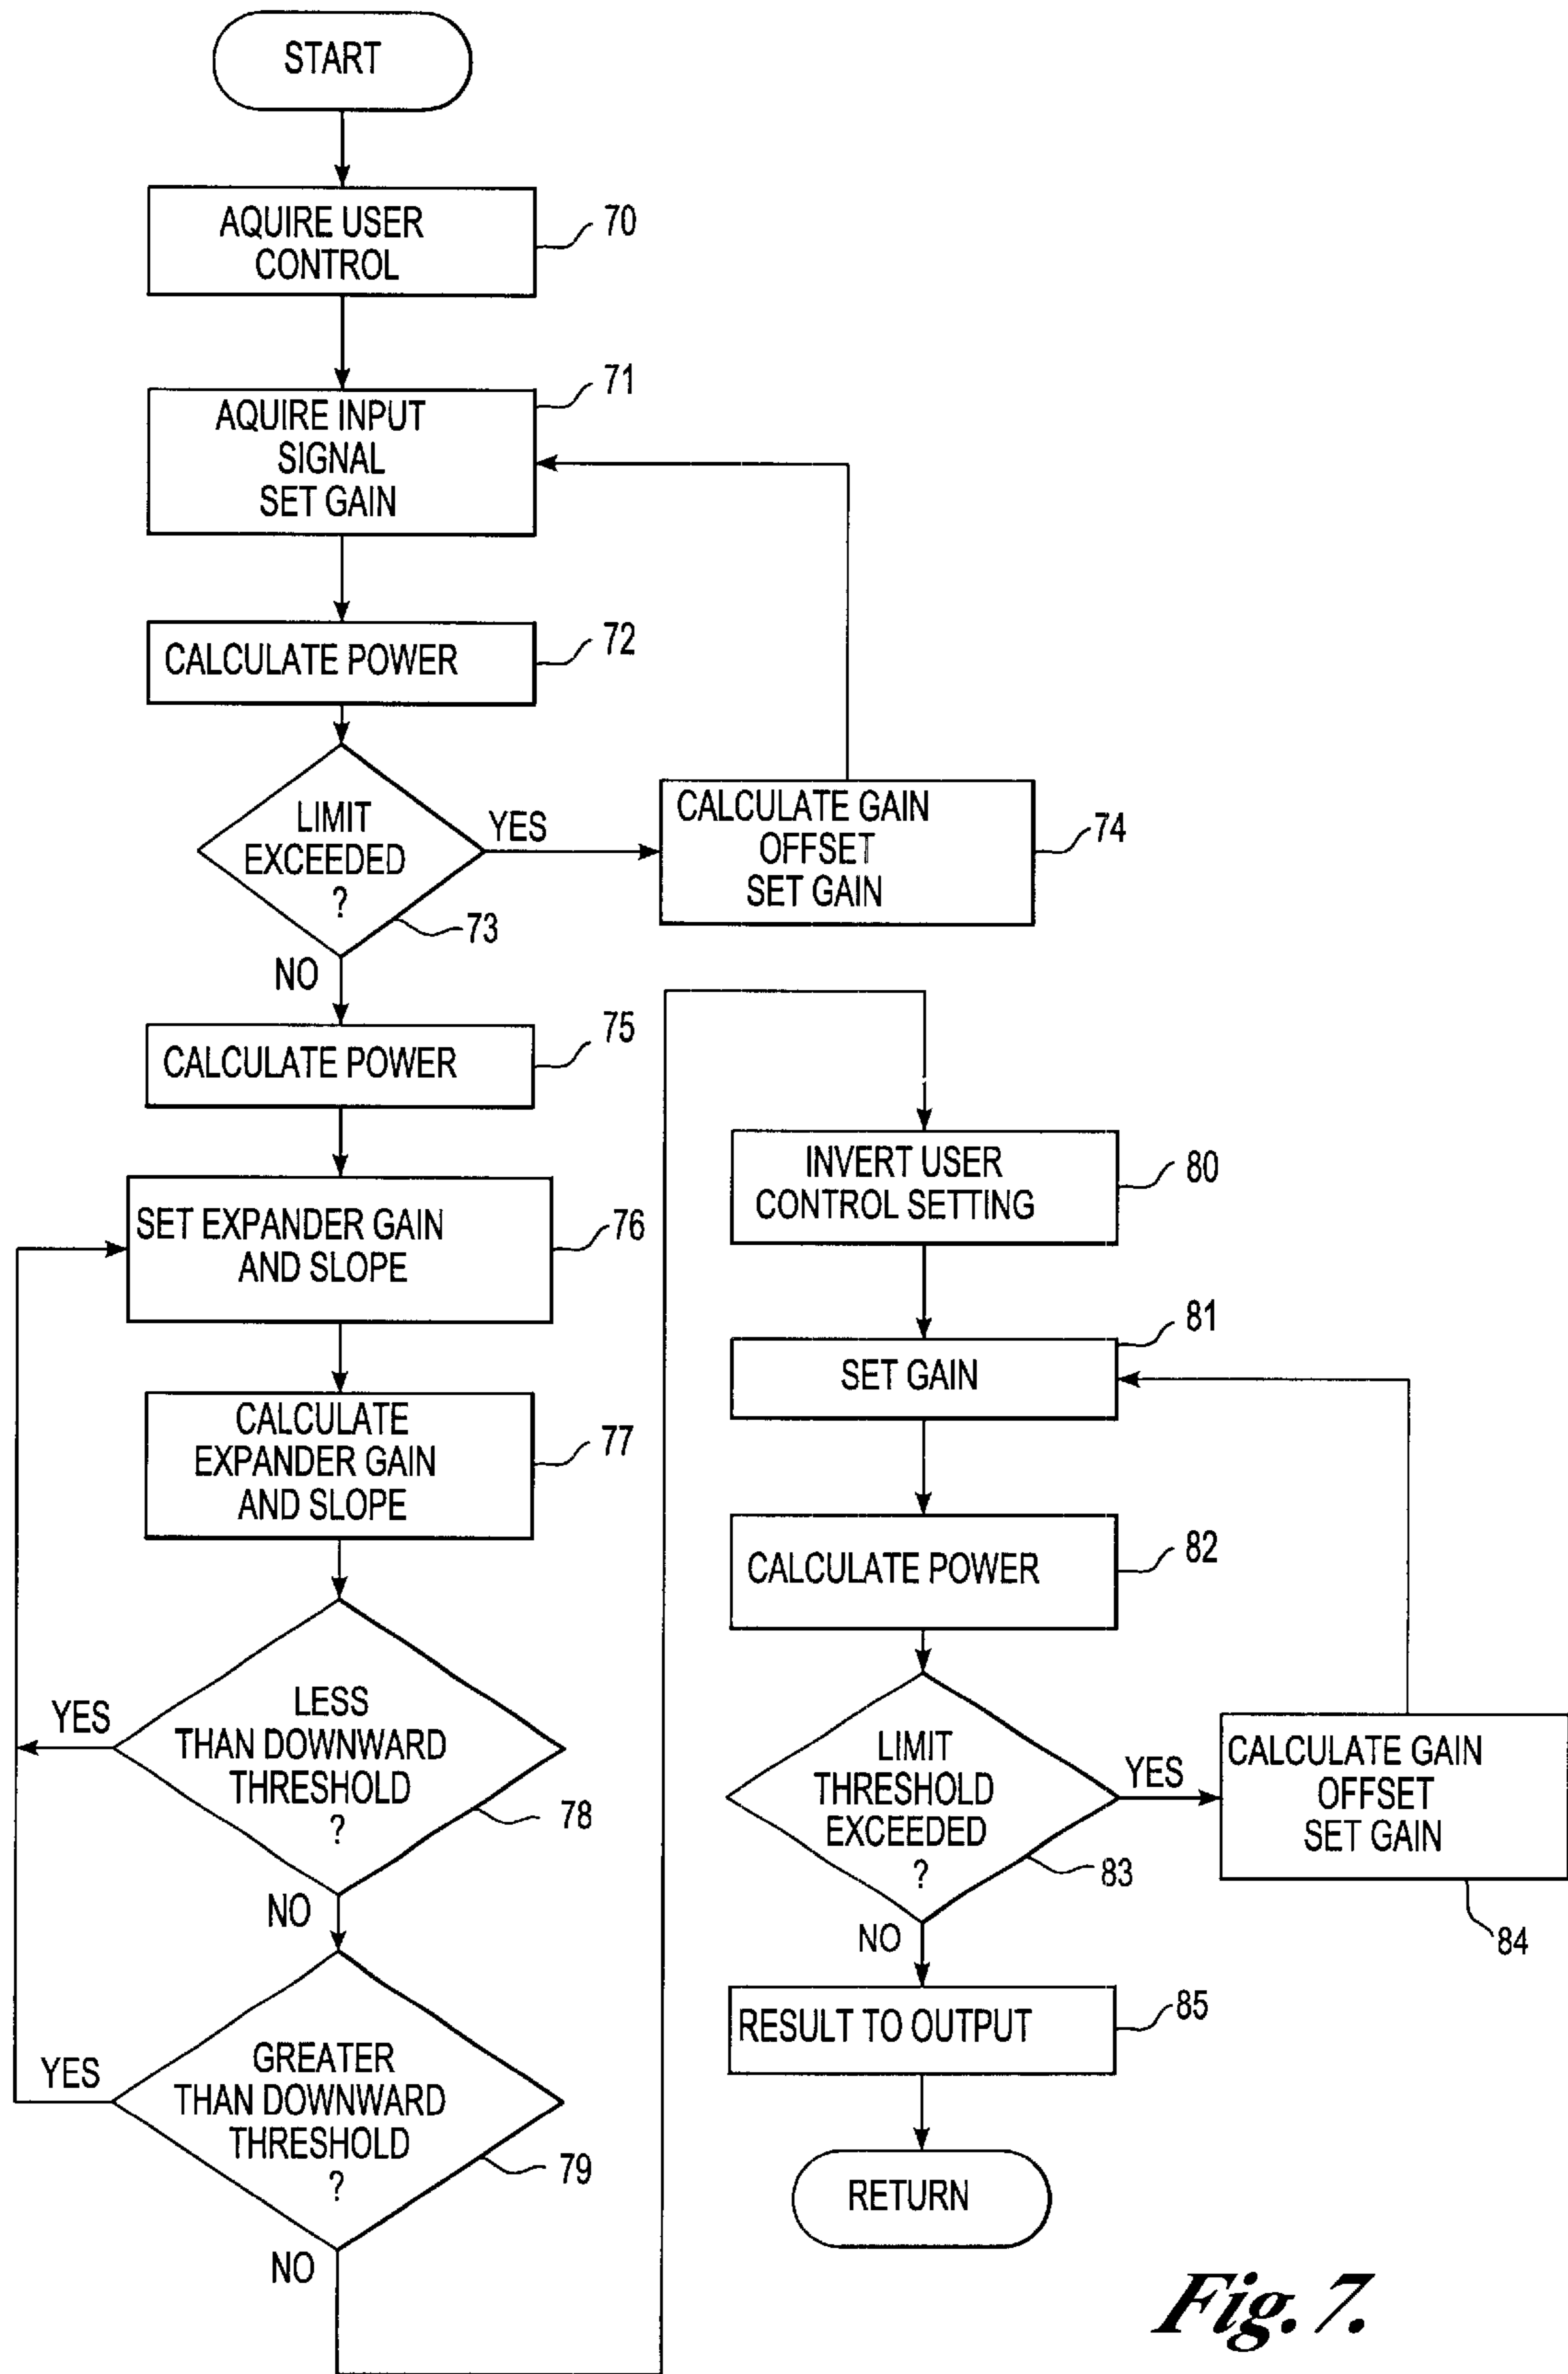 START
AQUIRE USER
CONTROL
70
AQUIRE INPUT
SIGNAL
SET GAIN
71
CALCULATE POWER
72
LIMIT
EXCEEDED
?
73
YES
NO
CALCULATE GAIN
OFFSET
SET GAIN
74
CALCULATE POWER
75
SET EXPANDER GAIN
AND SLOPE
76
CALCULATE
EXPANDER GAIN
AND SLOPE
77
LESS
THAN DOWNWARD
THRESHOLD
?
78
YES
NO
GREATER
THAN DOWNWARD
THRESHOLD
?
79
YES
NO
INVERT USER
CONTROL SETTING
80
SET GAIN
81
CALCULATE POWER
82
LIMIT
THRESHOLD
EXCEEDED
?
83
YES
NO
CALCULATE GAIN
OFFSET
SET GAIN
84
RESULT TO OUTPUT
85
RETURN
Fig. 7.